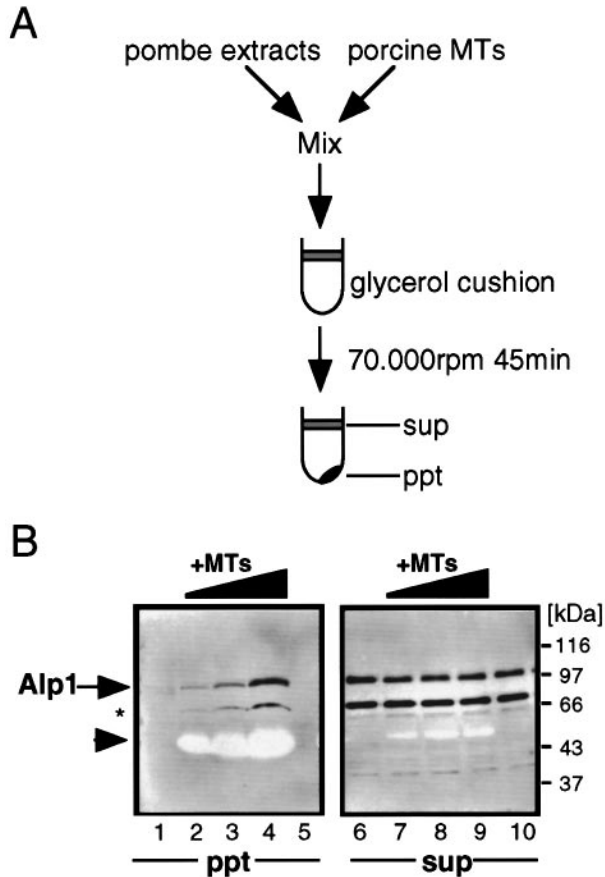 A
pombe extracts porcine MTs
Mix
glycerol cushion
70.000rpm 45min
sup
ppt
B
+MTs +MTs
[kDa]
116
Alp1 97
* 66
43
37
1 2 3 4 5 6 7 8 9 10
ppt sup